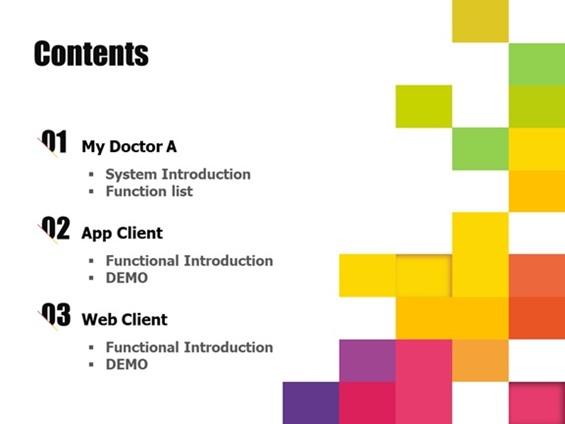 Contents
01 My Doctor A
▪ System Introduction
▪ Function list
02 App Client
▪ Functional Introduction
▪ DEMO
03 Web Client
▪ Functional Introduction
▪ DEMO